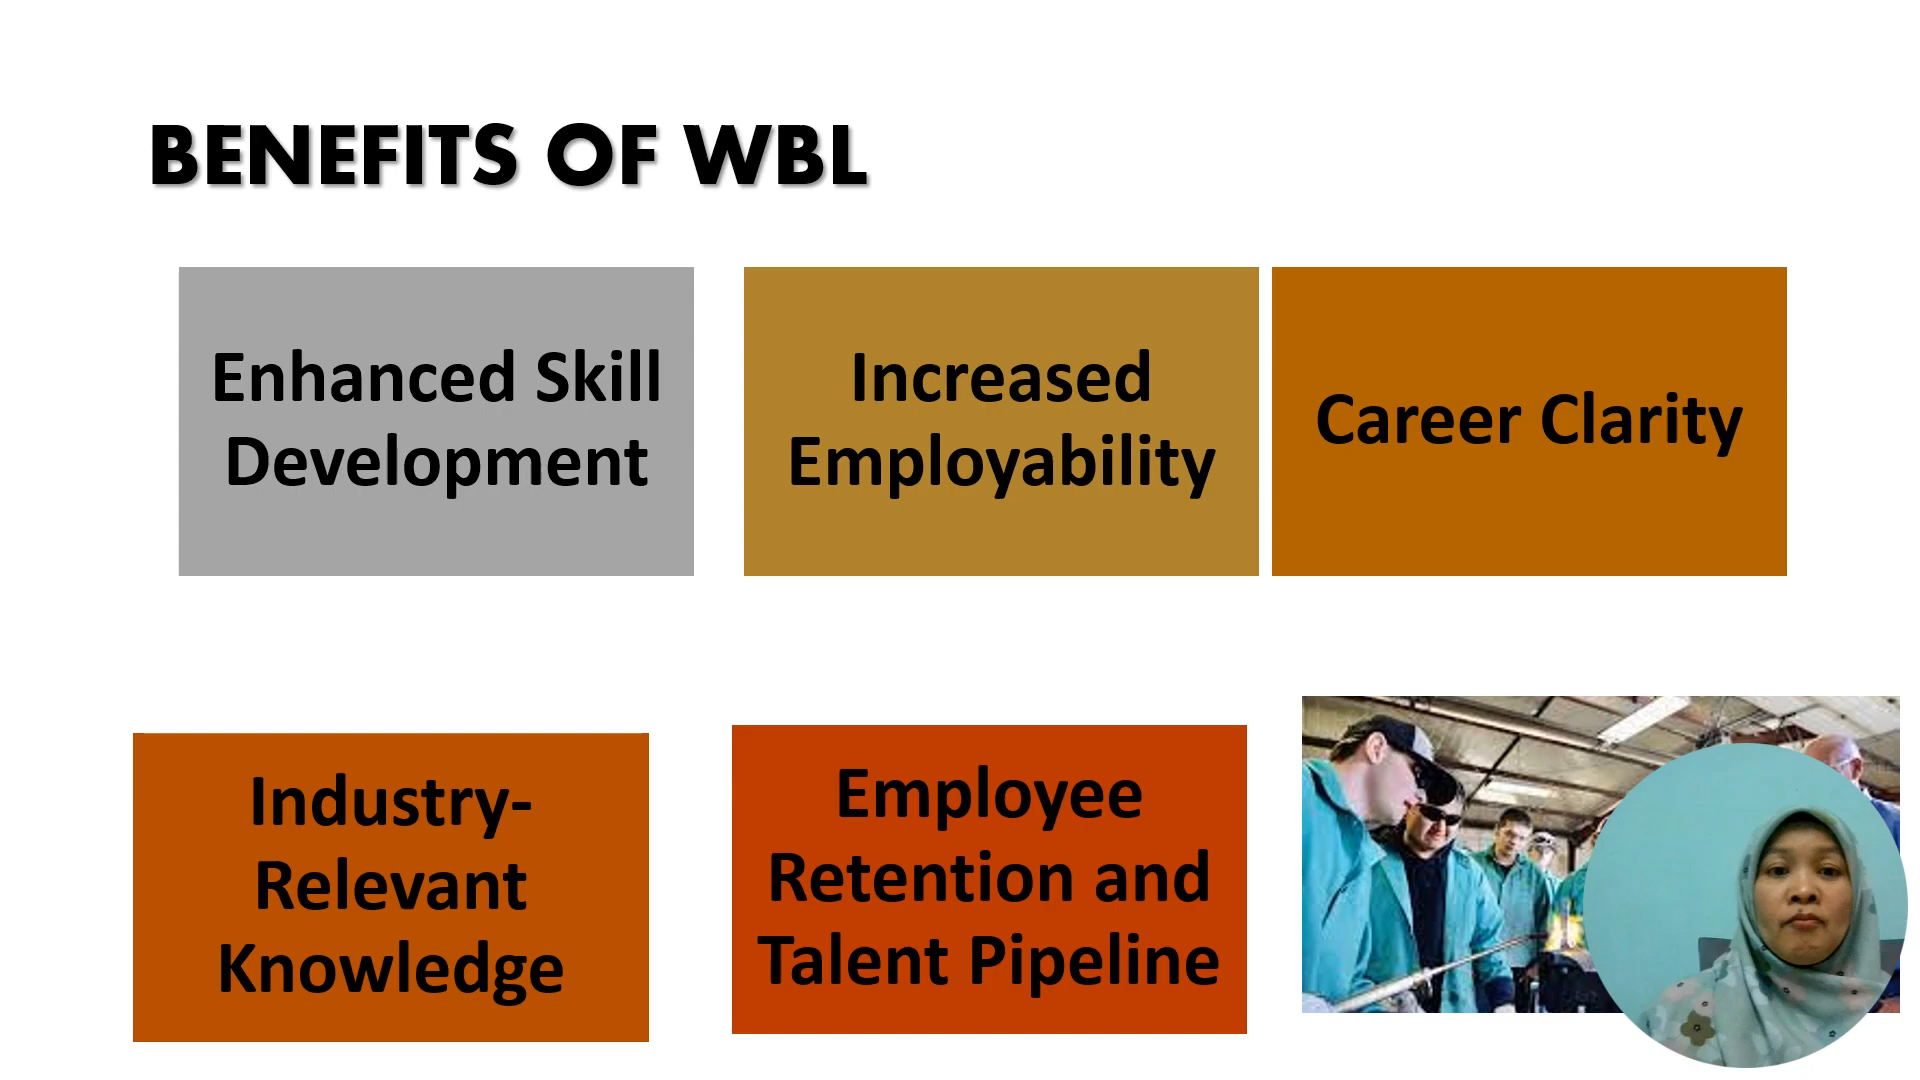 BENEFITS OF WBL
Enhanced Skill
Development
Increased
Employability
Career Clarity
Industry-
Relevant
Knowledge
Employee
Retention and
Talent Pipeline